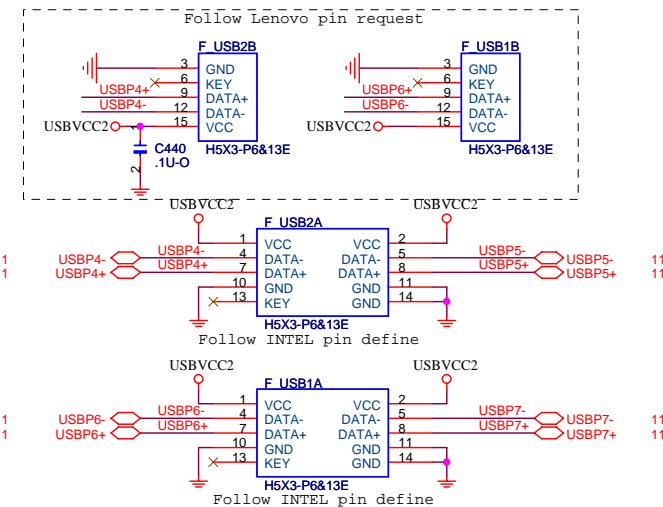 Follow Lenovo pin request
F_USB2B
3 GND
6 KEY
USBP4+ 9 DATA+
USBP4- 12 DATA-
USBVCC2 15 VCC
C440
.1U-O
2
H5X3-P6&13E
F_USB1B
3 GND
6 KEY
USBP6+ 9 DATA+
USBP6- 12 DATA-
USBVCC2 15 VCC
H5X3-P6&13E
USBVCC2 USBVCC2
F_USB2A
1 VCC VCC 2
1 USBP4- USBP4- 4 DATA- DATA- 5 USBP5- USBP5- 11
1 USBP4+ USBP4+ 7 DATA+ DATA+ 8 USBP5+ USBP5+ 11
10 GND GND 11
13 KEY GND 14
H5X3-P6&13E
Follow INTEL pin define
USBVCC2 USBVCC2
F_USB1A
1 VCC VCC 2
1 USBP6- USBP6- 4 DATA- DATA- 5 USBP7- USBP7- 11
1 USBP6+ USBP6+ 7 DATA+ DATA+ 8 USBP7+ USBP7+ 11
10 GND GND 11
13 KEY GND 14
H5X3-P6&13E
Follow INTEL pin define